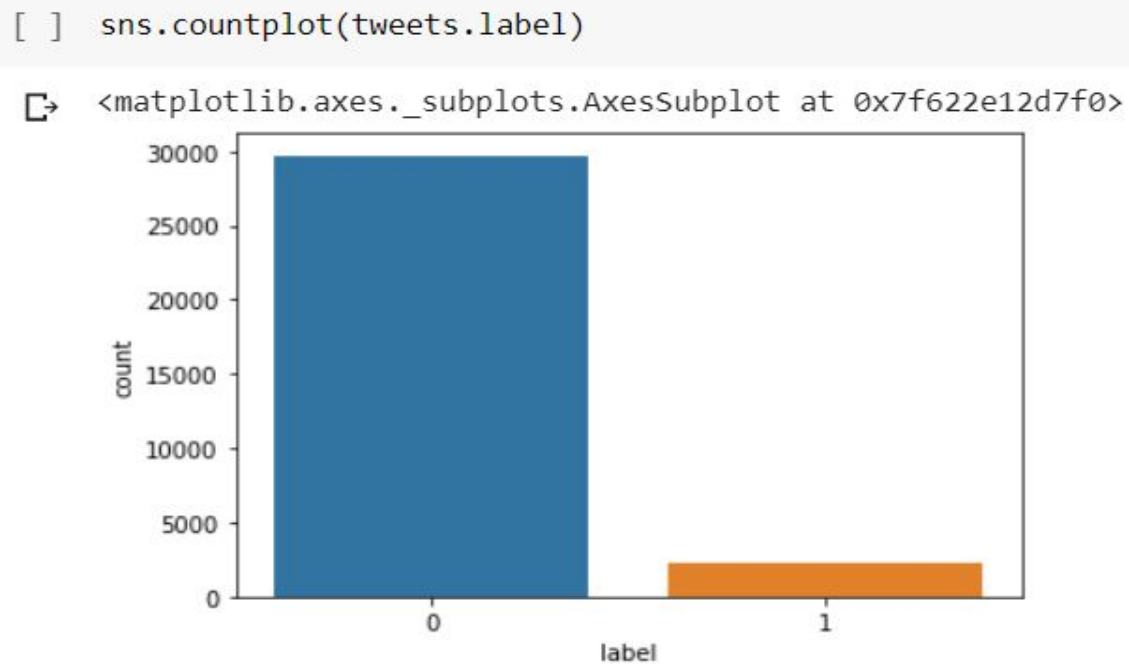 [ ] sns.countplot(tweets.label)
<matplotlib.axes._subplots.AxesSubplot at 0x7f622e12d7f0>
30000
25000
20000
15000
10000
5000
0
count
0 1
label